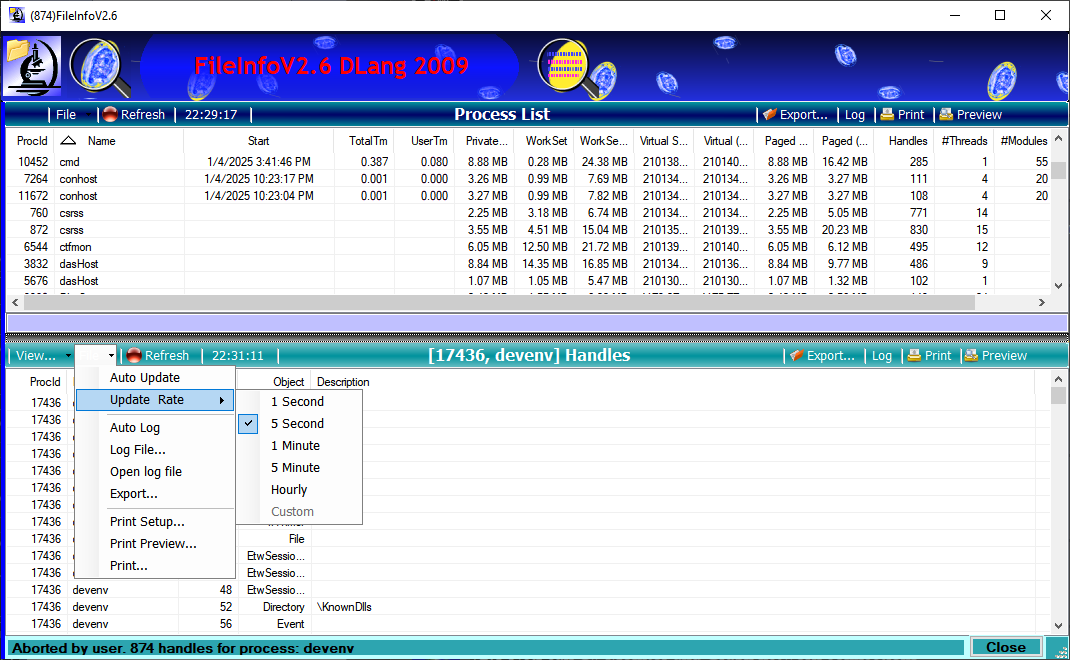 (874)FileInfoV2.6
FileInfoV2.6 DLang 2009
File Refresh 22:29:17 Process List Export... Log Print Preview
ProcId Name Start TotalTm UserTm Private... WorkSet WorkSe... Virtual S... Virtual (... Paged ... Paged (... Handles #Threads #Modules
10452 cmd 1/4/2025 3:41:46 PM 0.387 0.080 8.88 MB 0.28 MB 24.38 MB 210138... 210140... 8.88 MB 16.42 MB 285 1 55
7264 conhost 1/4/2025 10:23:17 PM 0.001 0.000 3.26 MB 0.99 MB 7.69 MB 210134... 210134... 3.26 MB 3.27 MB 111 4 20
11672 conhost 1/4/2025 10:23:04 PM 0.001 0.000 3.27 MB 0.99 MB 7.82 MB 210134... 210134... 3.27 MB 3.27 MB 108 4 20
760 csrss 2.25 MB 3.18 MB 6.74 MB 210134... 210134... 2.25 MB 5.05 MB 771 14
872 csrss 3.55 MB 4.51 MB 15.04 MB 210135... 210139... 3.55 MB 20.23 MB 830 15
6544 ctfmon 6.05 MB 12.50 MB 21.72 MB 210139... 210140... 6.05 MB 6.12 MB 495 12
3832 dasHost 8.84 MB 14.35 MB 16.85 MB 210134... 210136... 8.84 MB 9.77 MB 486 9
5676 dasHost 1.07 MB 1.05 MB 5.47 MB 210130... 210130... 1.07 MB 1.32 MB 102 1
View... Refresh 22:31:11 [17436, devenv] Handles Export... Log Print Preview
ProcId Object Description
Auto Update
Update Rate
Auto Log
Log File...
Open log file
Export...
Print Setup...
Print Preview...
Print...
1 Second
5 Second
1 Minute
5 Minute
Hourly
Custom
17436
17436
17436
17436
17436
17436
17436
17436
17436 File
17436 EtwSessio...
17436 EtwSessio...
17436 devenv 48 EtwSessio...
17436 devenv 52 Directory \KnownDlls
17436 devenv 56 Event
Aborted by user. 874 handles for process: devenv Close